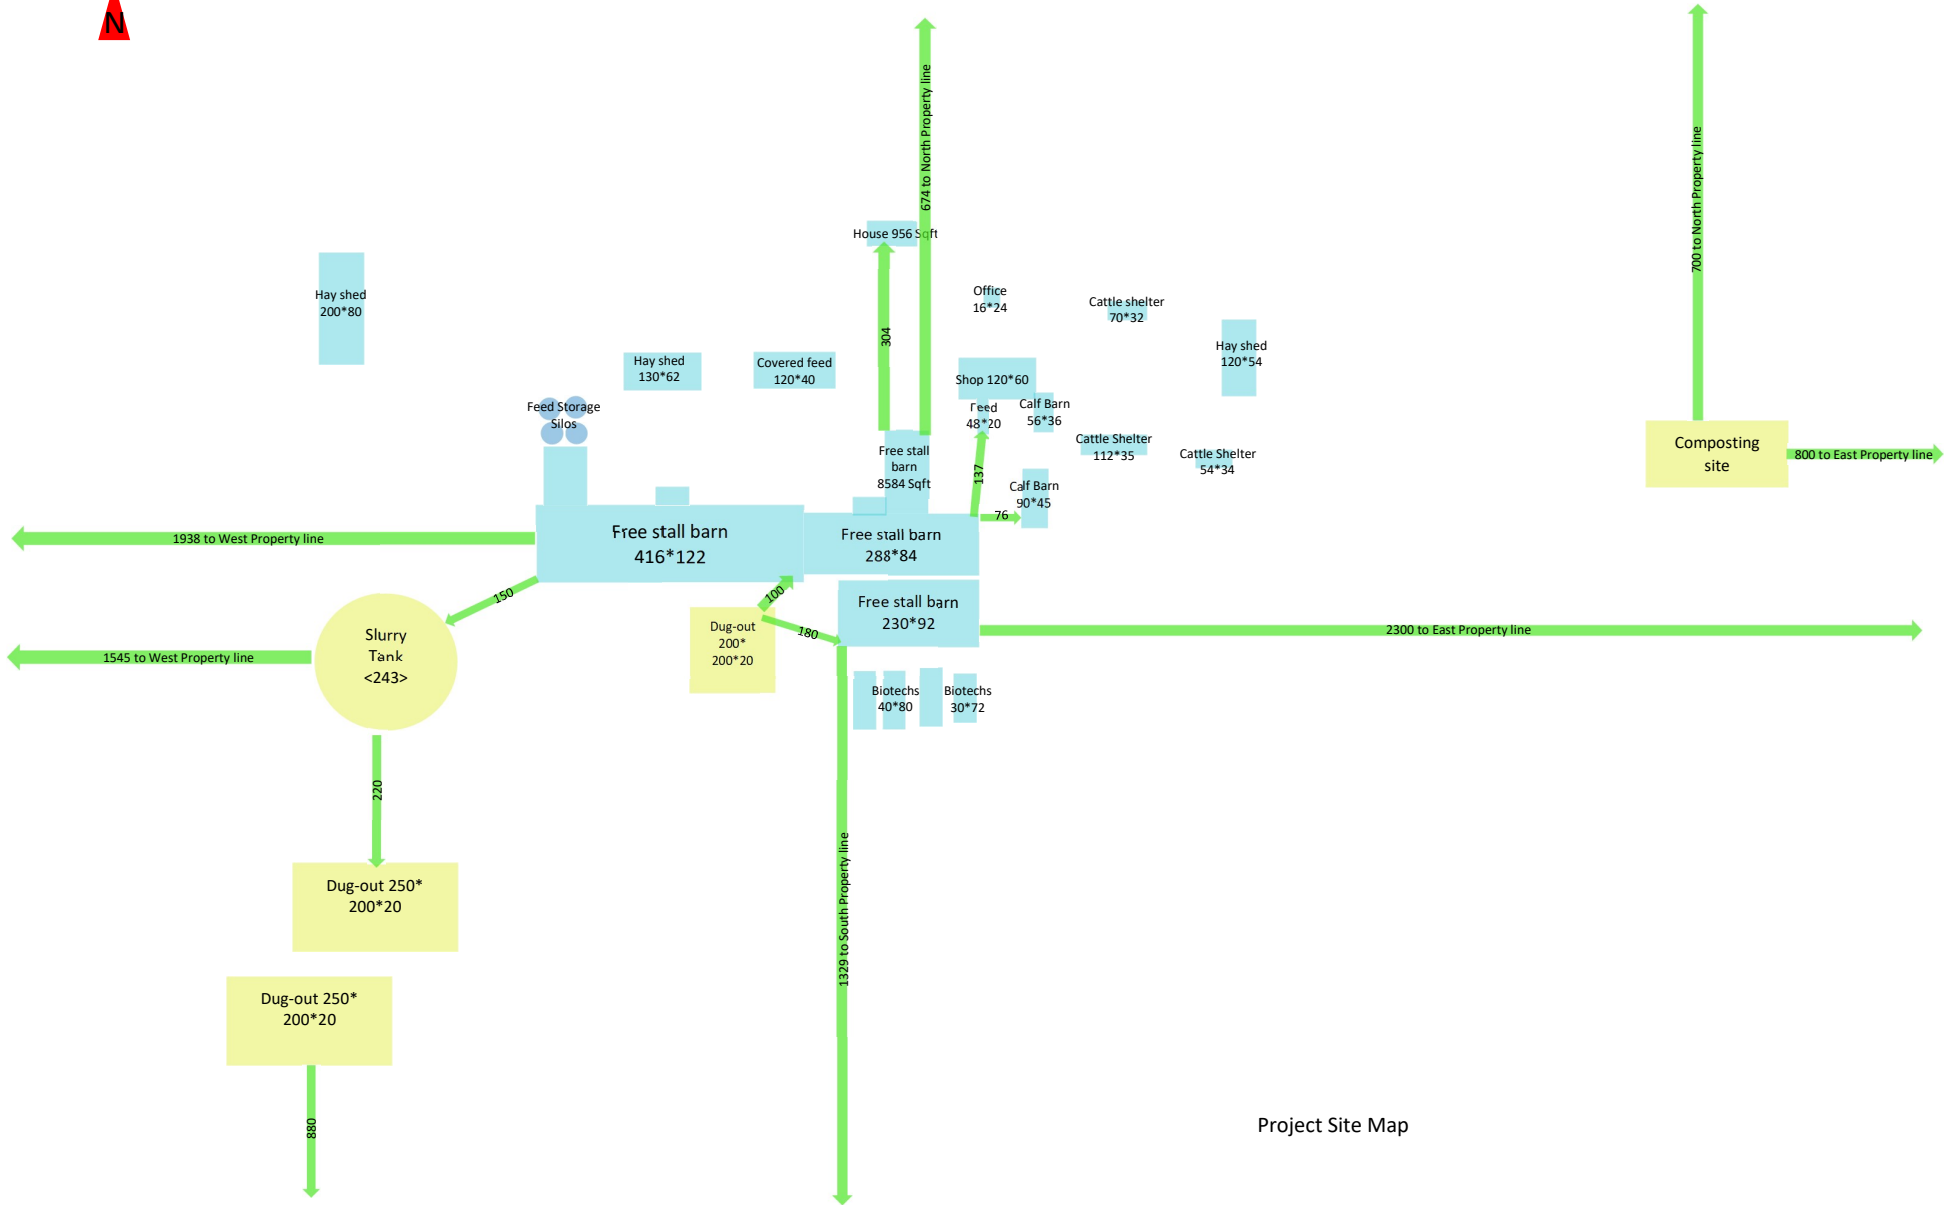 N
674 to North Property line
700 to North Property line
House 956 Sqft
Hay shed
200*80
Office
16*24
Cattle shelter
70*32
304
Hay shed
130*62
Covered feed
120*40
Shop 120*60
Hay shed
120*54
Feed Storage
Silos
Feed
48*20
Calf Barn
56*36
Cattle Shelter
112*35
Cattle Shelter
54*34
Composting
site
800 to East Property line
Free stall
barn
8584 Sqft
137
Calf Barn
90*45
76
1938 to West Property line
Free stall barn
416*122
Free stall barn
288*84
150
100
Free stall barn
230*92
180
Dug-out
200*
200*20
2300 to East Property line
Slurry
Tank
<243>
1545 to West Property line
Biotechs
40*80
Biotechs
30*72
220
1329 to South Property line
Dug-out 250*
200*20
Dug-out 250*
200*20
880
Project Site Map